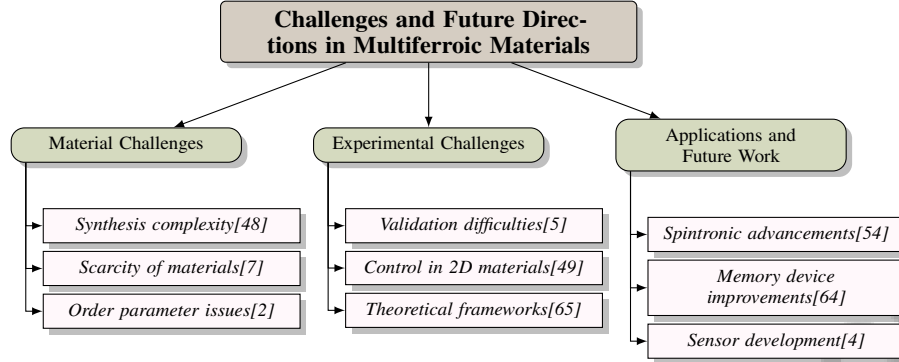 Challenges and Future Direc-
tions in Multiferroic Materials
Material Challenges
Synthesis complexity[48]
Scarcity of materials[7]
Order parameter issues[2]
Experimental Challenges
Validation difficulties[5]
Control in 2D materials[49]
Theoretical frameworks[65]
Applications and
Future Work
Spintronic advancements[54]
Memory device
improvements[64]
Sensor development[4]